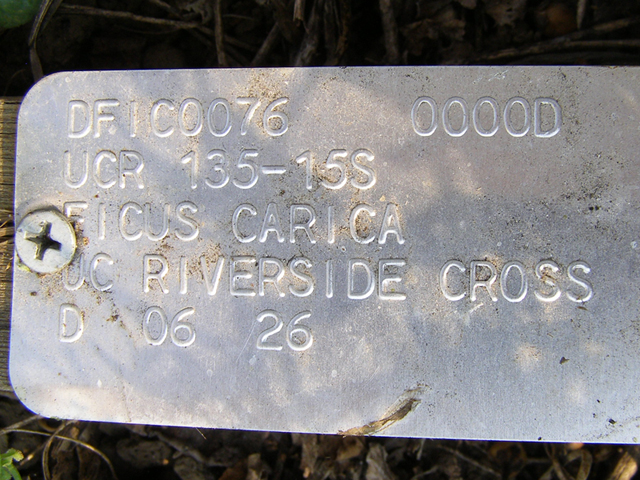 DFIC0076 0000D
UCR 135-15S
FICUS CARICA
UC RIVERSIDE CROSS
D 06 26